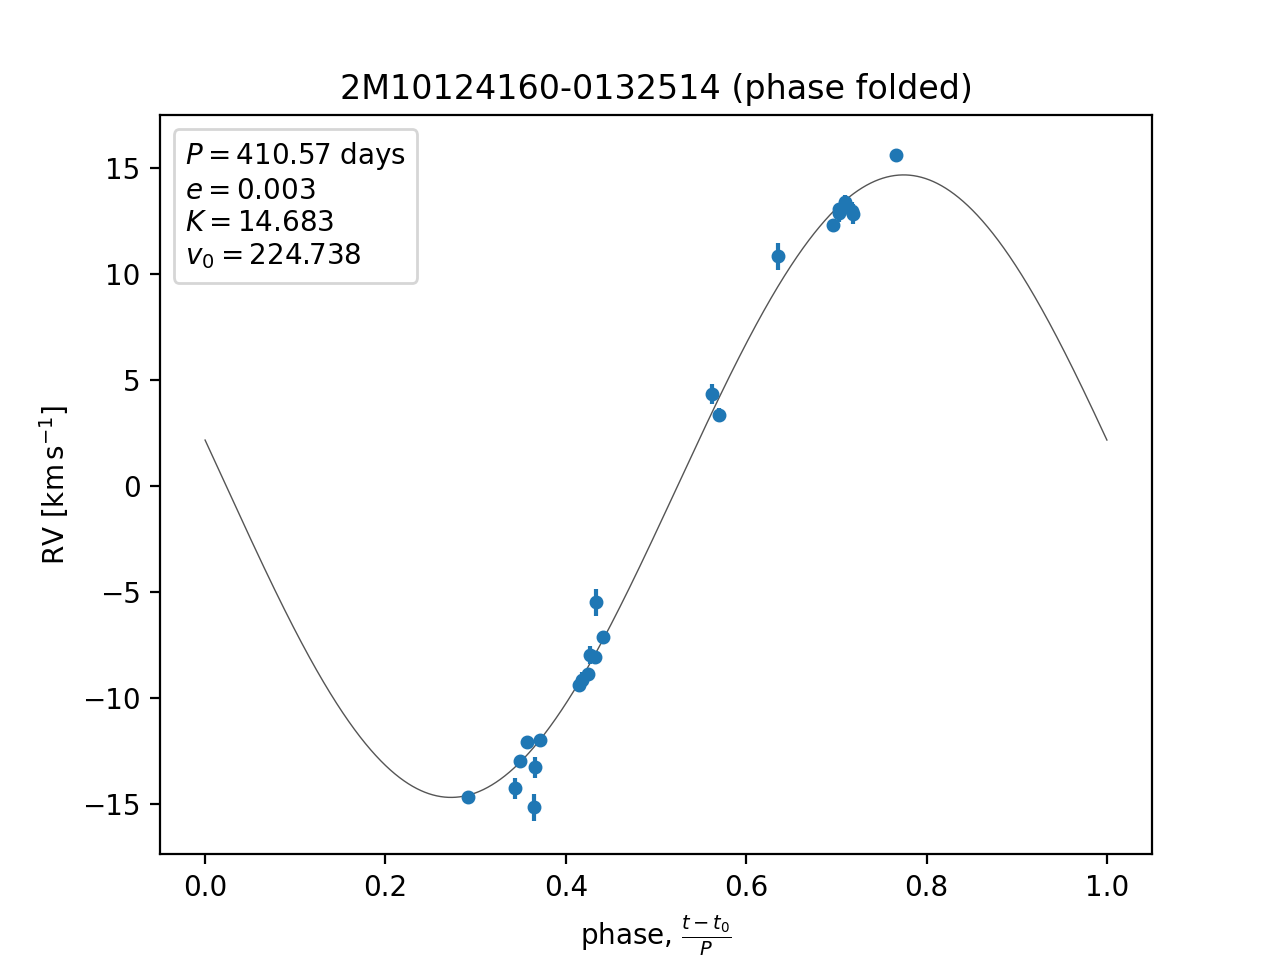 2M10124160-0132514 (phase folded)
P = 410.57 days
e = 0.003
K = 14.683
v₀ = 224.738
RV [km s⁻¹]
15
10
5
0
−5
−10
−15
0.0 0.2 0.4 0.6 0.8 1.0
phase, (t − t₀)/P